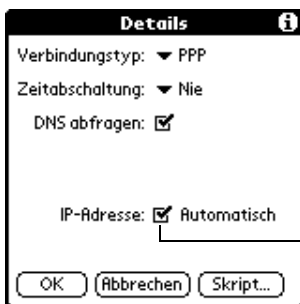 Details
Verbindungstyp: PPP
Zeitabschaltung: Nie
DNS abfragen:
IP-Adresse: Automatisch
OK Abbrechen Skript...